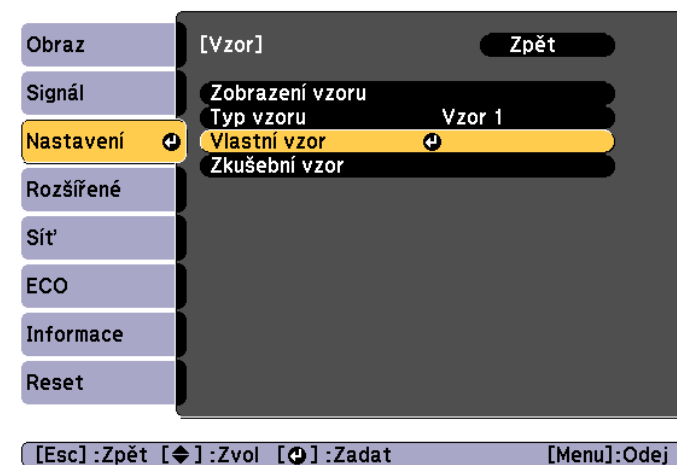 Obraz
Signál
Nastavení
Rozšířené
Síť
ECO
Informace
Reset
[Vzor] Zpět
Zobrazení vzoru
Typ vzoru Vzor 1
Vlastní vzor
Zkušební vzor
[Esc]:Zpět [ ]:Zvol [ ]:Zadat [Menu]:Odej